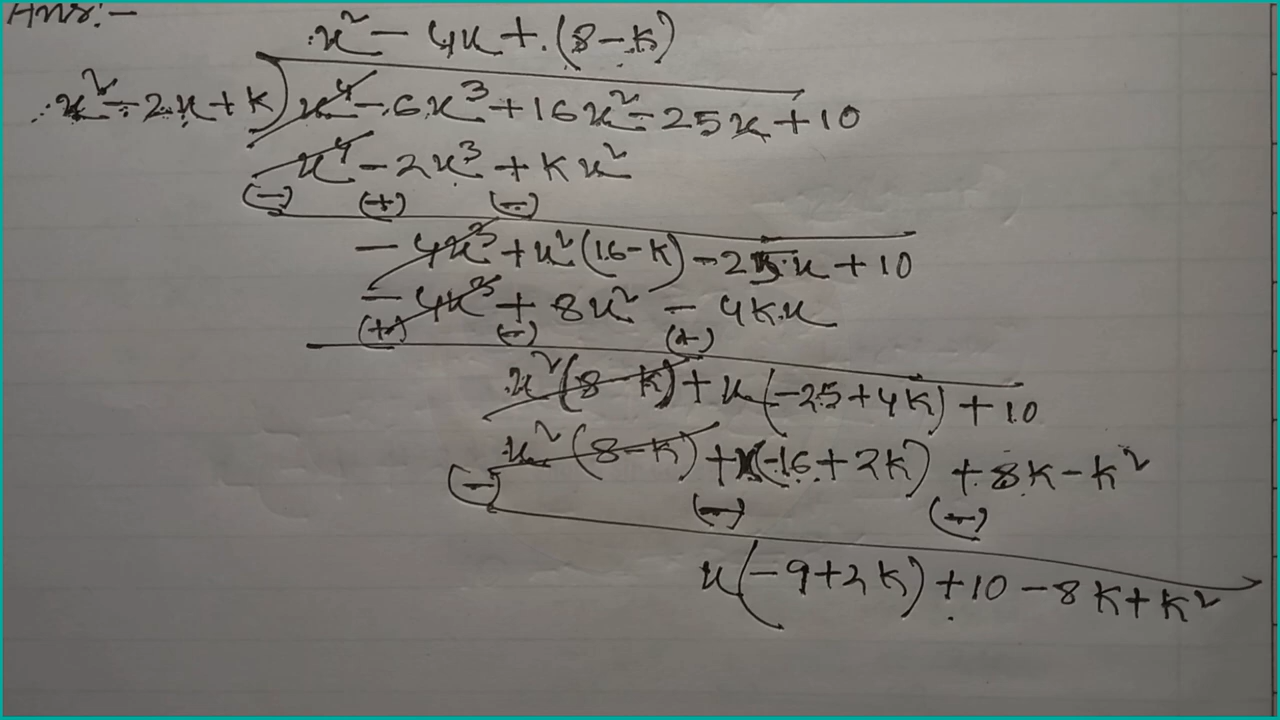 Ans:-
x² - 4x + (8-k)
x² - 2x + k) x⁴ - 6x³ + 16x² - 25x + 10
x⁴ - 2x³ + kx²
(-) (+) (-)
- 4x³ + x²(16-k) - 25x + 10
- 4x³ + 8x² - 4kx
(+) (-) (+)
x²(8-k) + x(-25+4k) + 10
x²(8-k) + x(-16+2k) + 8k - k²
(-) (-) (-)
x(-9+2k) + 10 - 8k + k²